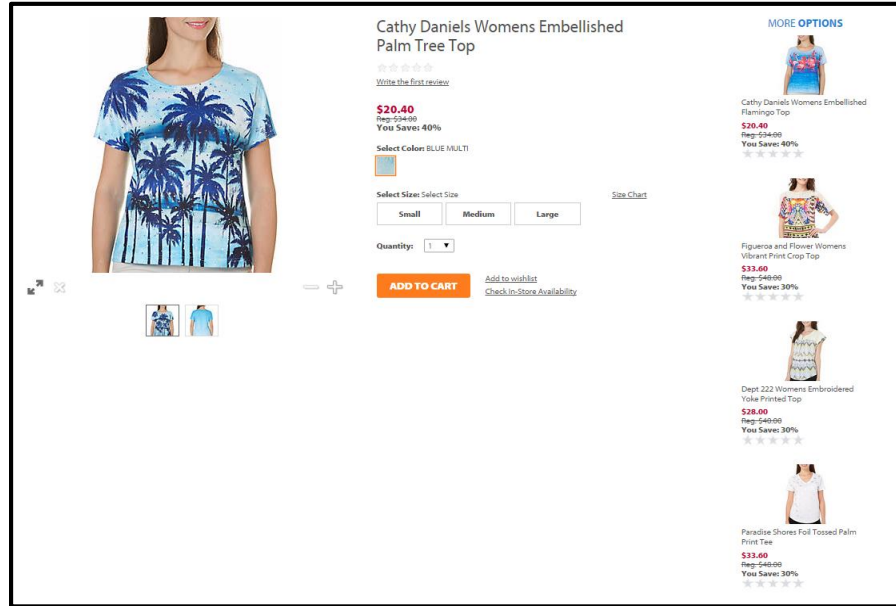 Cathy Daniels Womens Embellished
Palm Tree Top
Write the first review
$20.40
Reg. $34.00
You Save: 40%
Select Color: BLUE MULTI
Select Size: Select Size
Size Chart
Small Medium Large
Quantity: 1
ADD TO CART
Add to wishlist
Check In-Store Availability
MORE OPTIONS
Cathy Daniels Womens Embellished
Flamingo Top
$20.40
Reg. $34.00
You Save: 40%
Figueroa and Flower Womens
Vibrant Print Crop Top
$33.60
Reg. $48.00
You Save: 30%
Dept 222 Womens Embroidered
Yoke Printed Top
$28.00
Reg. $40.00
You Save: 30%
Paradise Shores Foil Tossed Palm
Print Tee
$33.60
Reg. $48.00
You Save: 30%